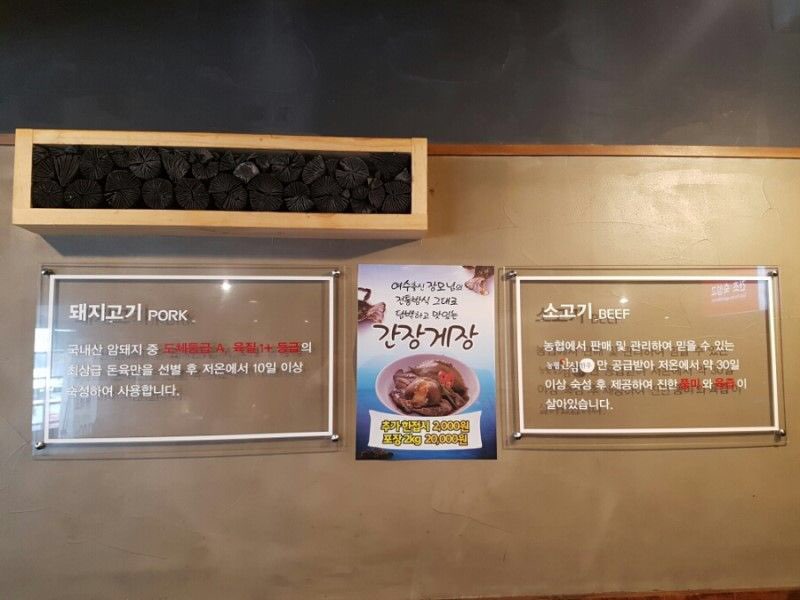 돼지고기 PORK
국내산 암돼지 중 도체등급 A, 육질 1+ 등급의
최상급 돈육만을 선별 후 저온에서 10일 이상
숙성하여 사용합니다.
여수출신 장모님의
전통방식 그대로
담백하고 맛있는
간장게장
추가 한접시 2,000원
포장 2kg 20,000원
소고기 BEEF
농협에서 판매 및 관리하여 믿을 수 있는
만 공급받아 저온에서 약 30일
이상 숙성 후 제공하여 진한 풍미 와 육즙 이
살아있습니다.